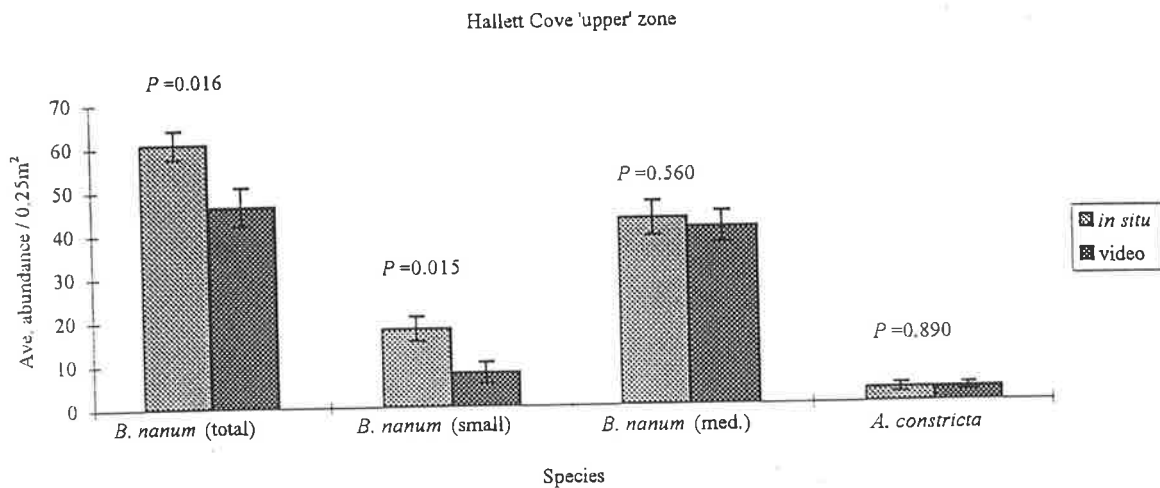 Hallett Cove 'upper' zone
P =0.016
P =0.560
P =0.015
P =0.890
70
60
50
40
30
20
10
0
Ave. abundance / 0.25m²
in situ
video
B. nanum (total)
B. nanum (small)
B. nanum (med.)
A. constricta
Species